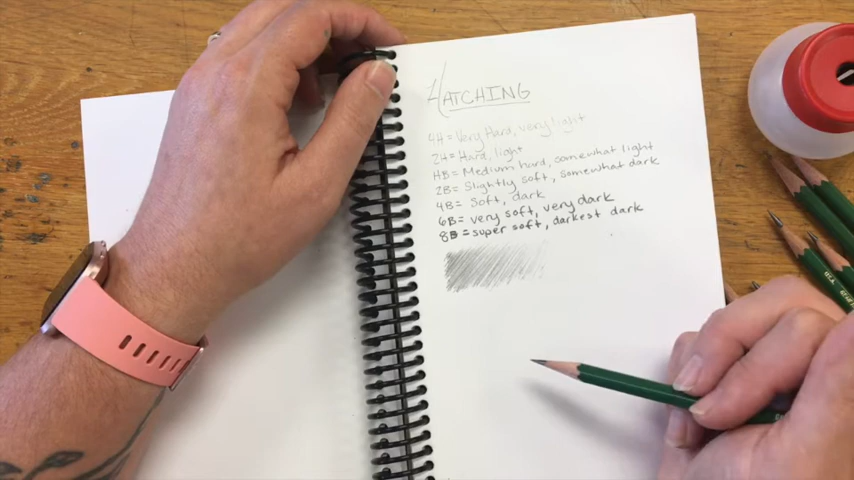 HATCHING
4H = Very Hard, very light
2H = Hard, light
HB = Medium hard, somewhat light
2B = Slightly soft, somewhat dark
4B = Soft, dark
6B = very soft, very dark
8B = super soft, darkest dark